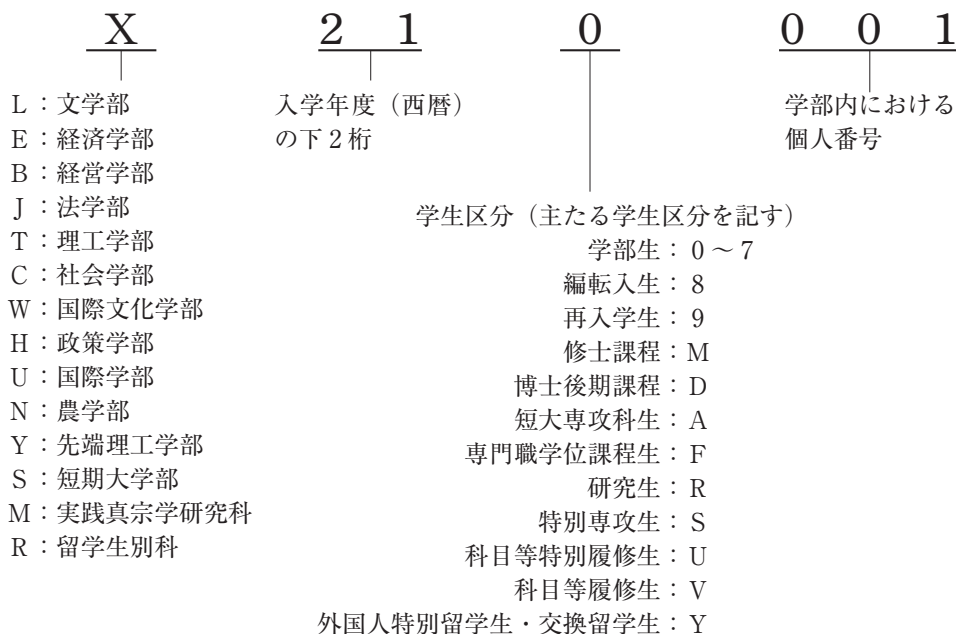 X 21 0 001
L：文学部
E：経済学部
B：経営学部
J：法学部
T：理工学部
C：社会学部
W：国際文化学部
H：政策学部
U：国際学部
N：農学部
Y：先端理工学部
S：短期大学部
M：実践真宗学研究科
R：留学生別科
入学年度（西暦）
の下2桁
学生区分（主たる学生区分を記す）
学部生：0～7
編転入生：8
再入学生：9
修士課程：M
博士後期課程：D
短大専攻科生：A
専門職学位課程生：F
研究生：R
特別専攻生：S
科目等特別履修生：U
科目等履修生：V
外国人特別留学生・交換留学生：Y
学部内における
個人番号